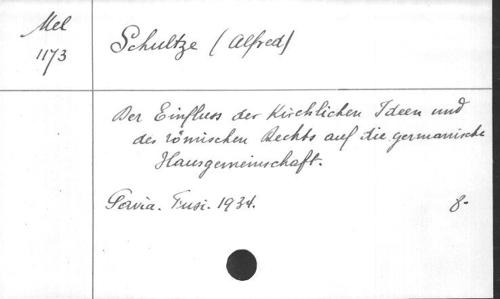 Mel
1173
Schultze (Alfred)
Der Einfluss der Kirchlichen Ideen und
des römischen Rechts auf die germanische
Hausgemeinschaft.
Pavia. Fusi. 1934.
8-